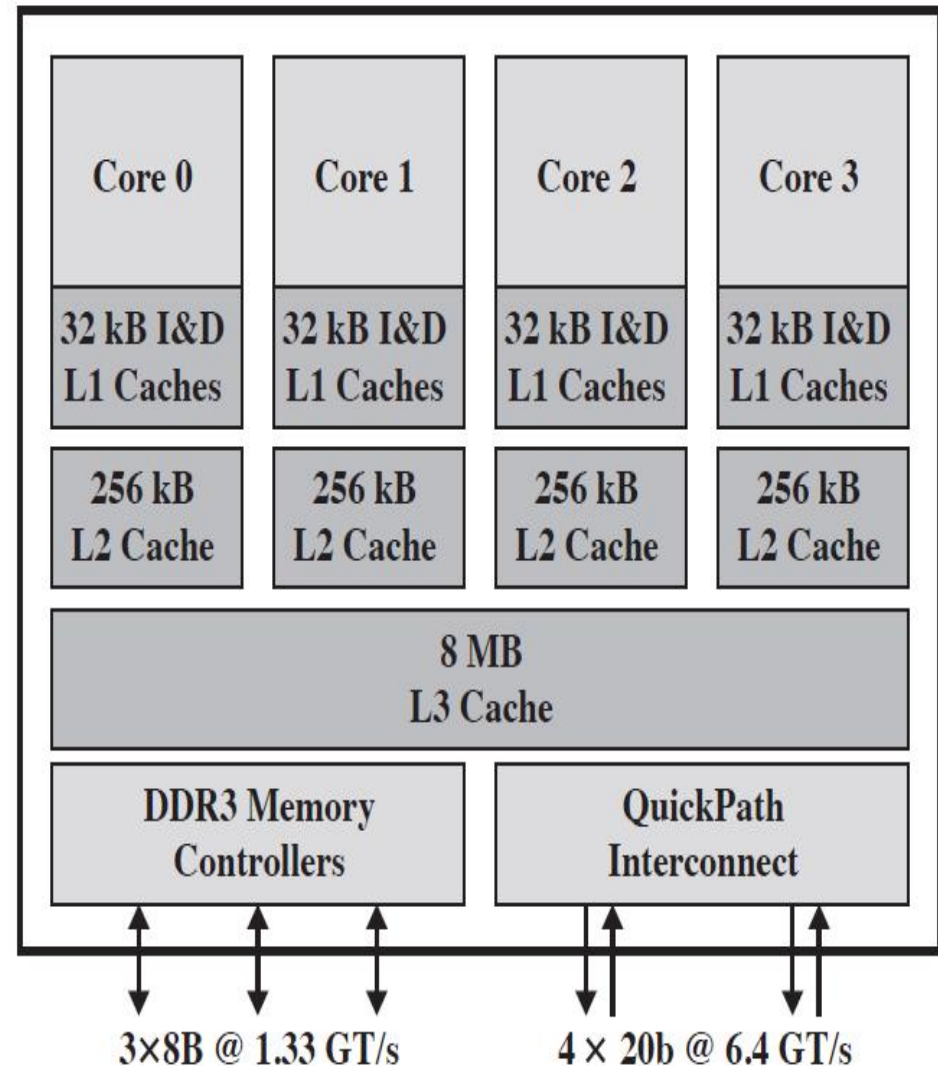 Core 0
Core 1
Core 2
Core 3
32 kB I&D
L1 Caches
32 kB I&D
L1 Caches
32 kB I&D
L1 Caches
32 kB I&D
L1 Caches
256 kB
L2 Cache
256 kB
L2 Cache
256 kB
L2 Cache
256 kB
L2 Cache
8 MB
L3 Cache
DDR3 Memory
Controllers
QuickPath
Interconnect
3×8B @ 1.33 GT/s
4 × 20b @ 6.4 GT/s